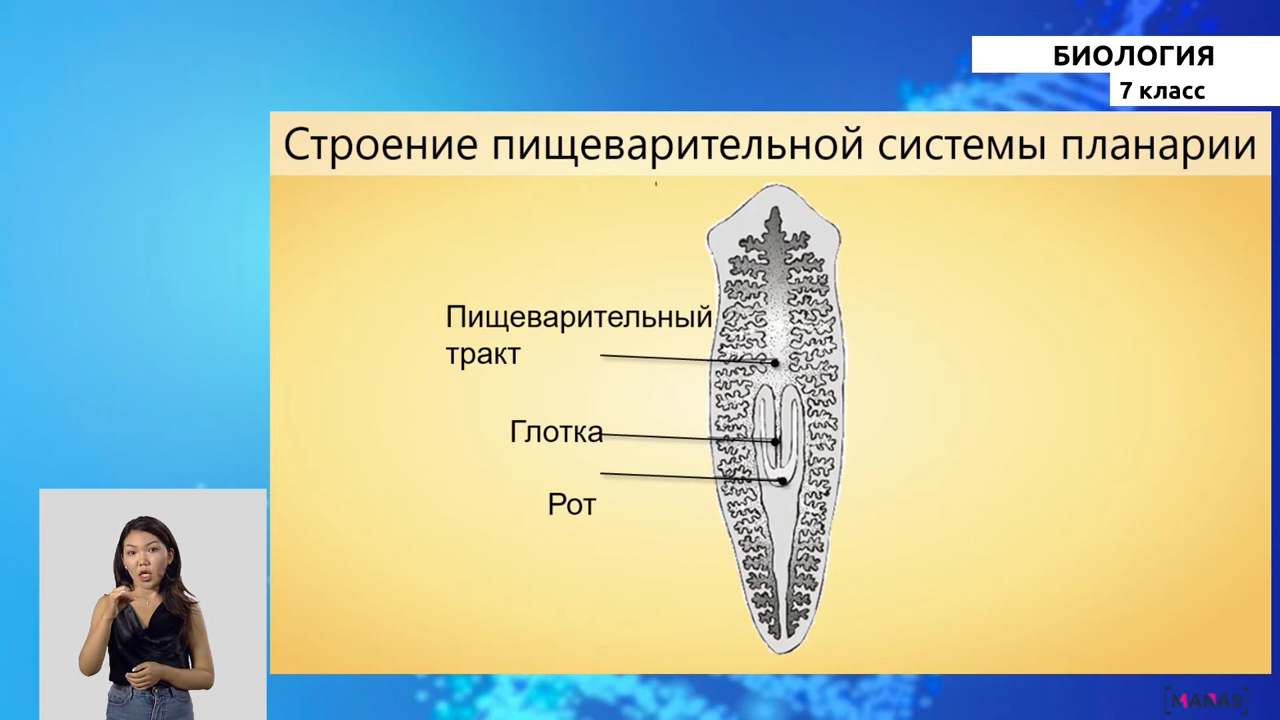 БИОЛОГИЯ
7 класс
Строение пищеварительной системы планарии
Пищеварительный
тракт
Глотка
Рот
MANAS